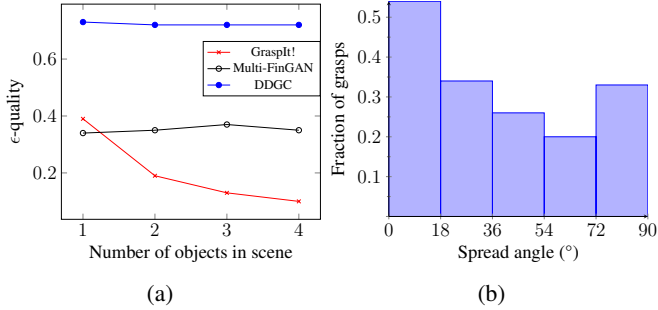 0.6
0.4
0.2
ϵ-quality
GraspIt!
Multi-FinGAN
DDGC
1 2 3 4
Number of objects in scene
(a)
0.5
0.4
0.3
0.2
0.1
Fraction of grasps
0 18 36 54 72 90
Spread angle (°)
(b)